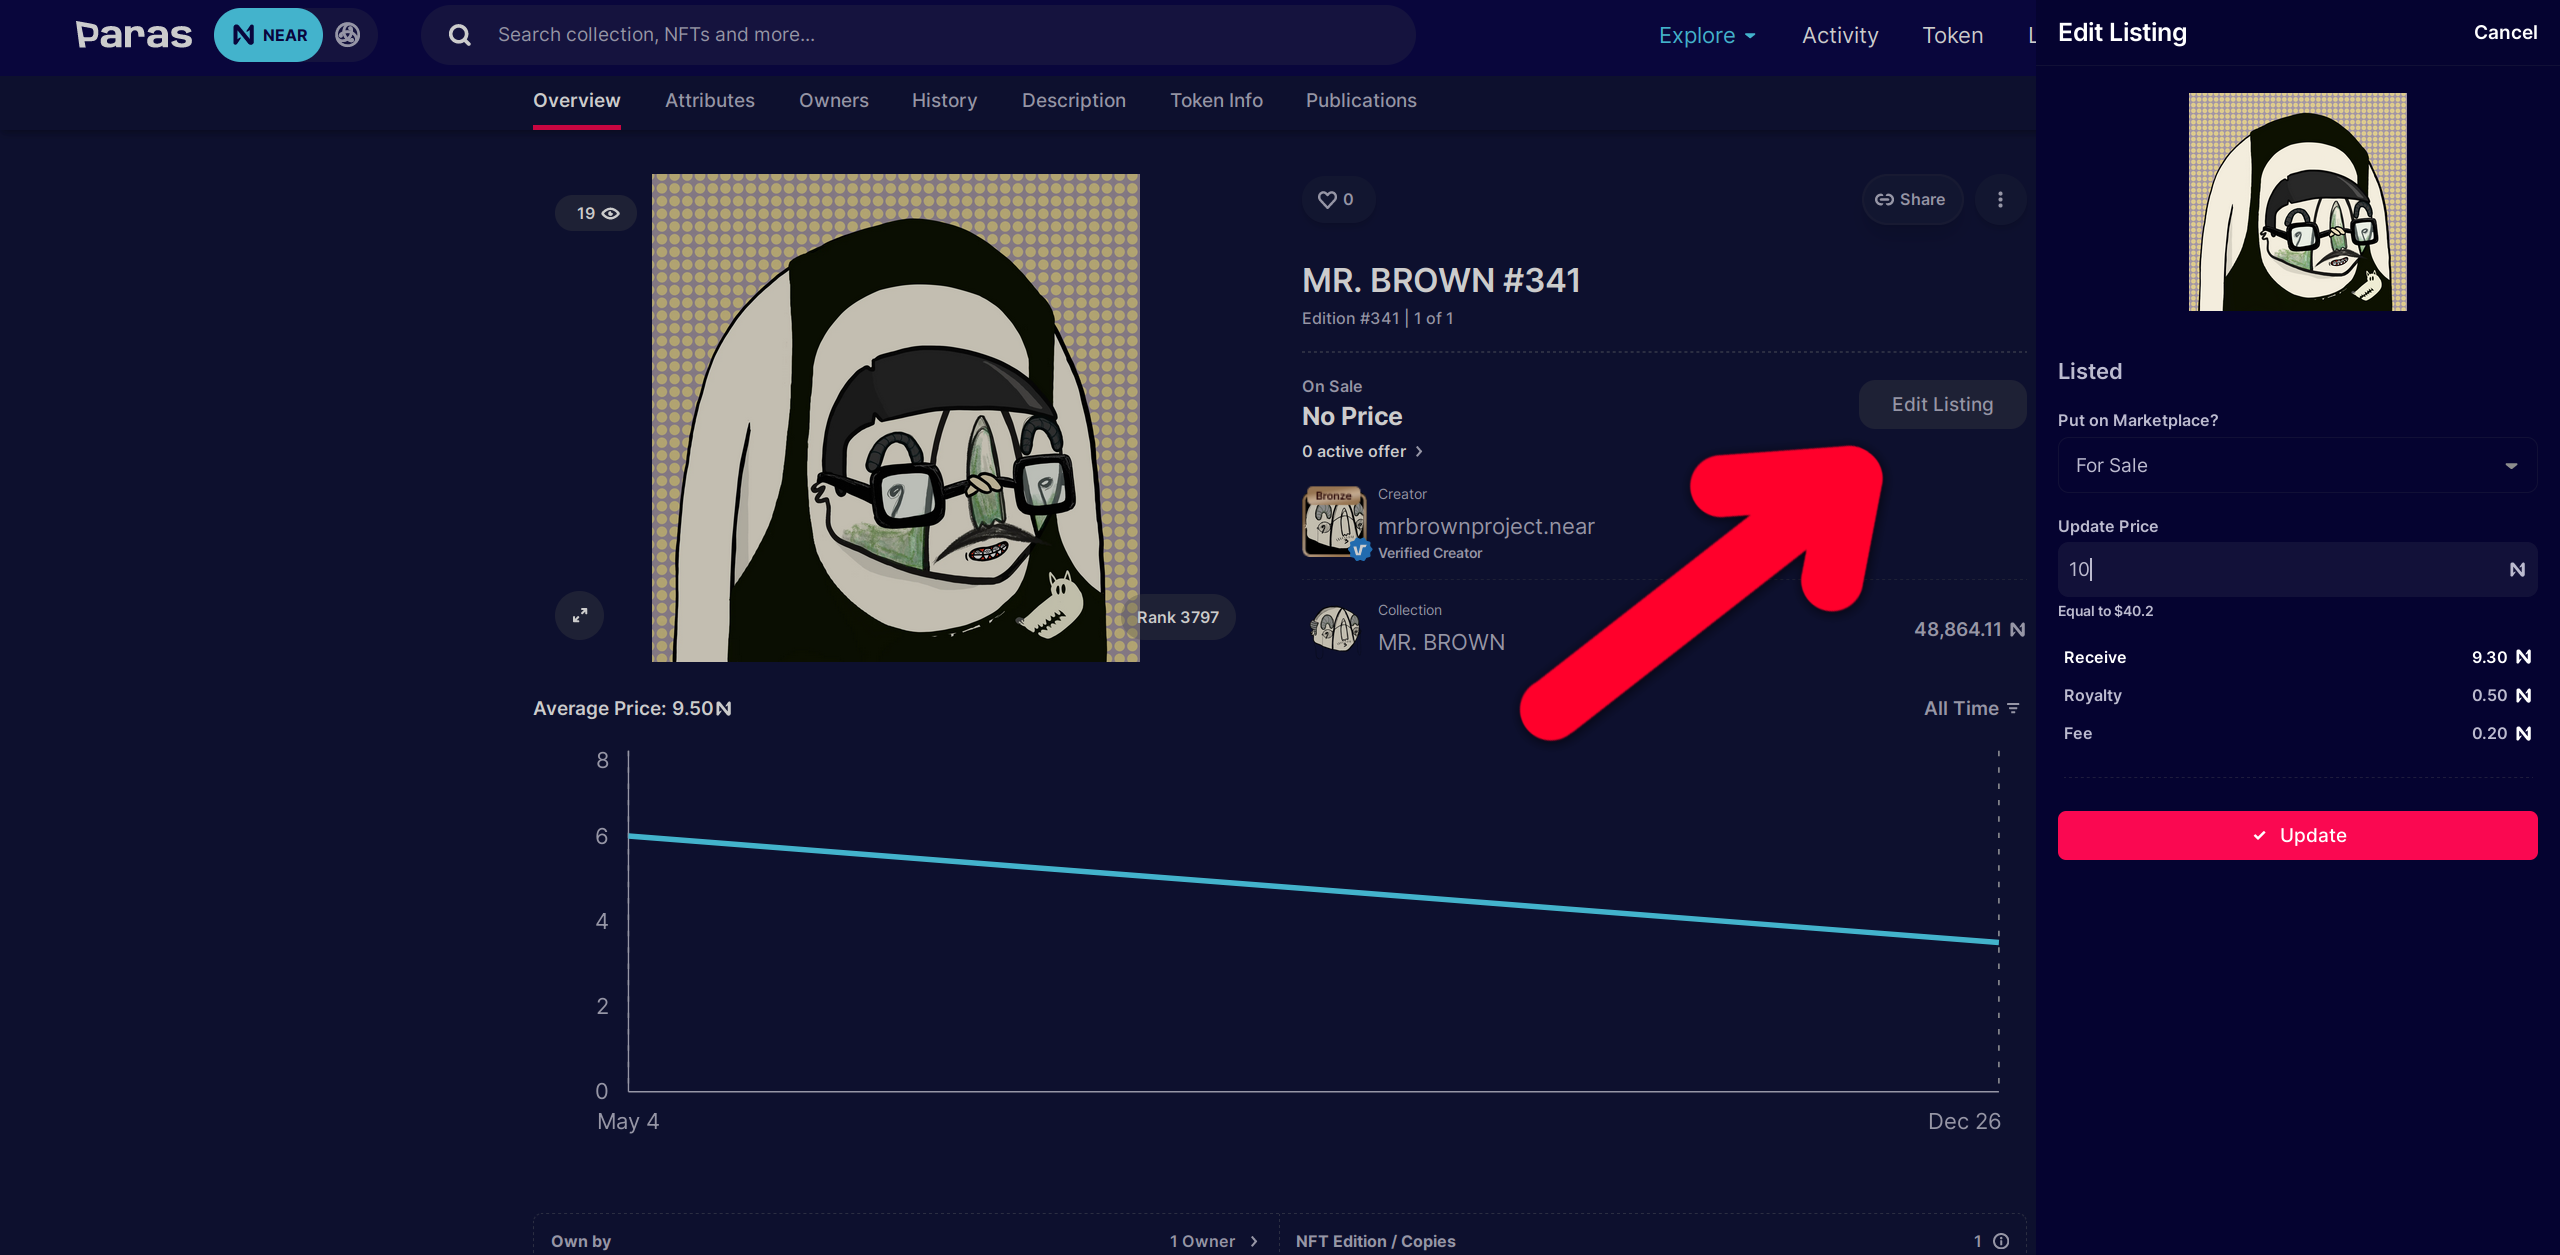 Paras
NEAR
Search collection, NFTs and more...
Explore
Activity
Token
Overview
Attributes
Owners
History
Description
Token Info
Publications
19
0
Share
MR. BROWN #341
Edition #341 | 1 of 1
On Sale
No Price
0 active offer
Edit Listing
Bronze
Creator
mrbrownproject.near
Verified Creator
Rank 3797
Collection
MR. BROWN
48,864.11
Average Price: 9.50
All Time
8
6
4
2
0
May 4
Dec 26
Own by
1 Owner
NFT Edition / Copies
1
Edit Listing
Cancel
Listed
Put on Marketplace?
For Sale
Update Price
10
Equal to $40.2
Receive
9.30
Royalty
0.50
Fee
0.20
Update